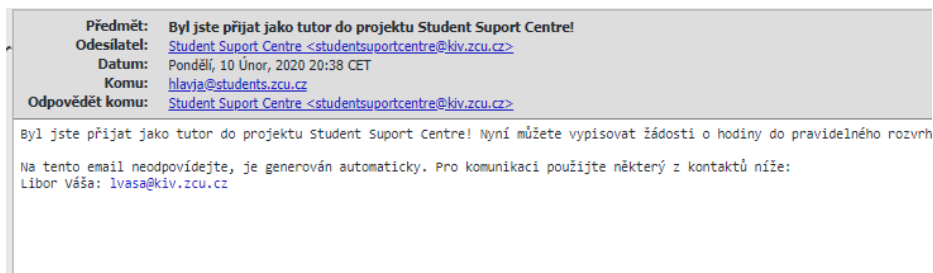 Předmět: Byl jste přijat jako tutor do projektu Student Suport Centre!
Odesílatel: Student Suport Centre <studentsuportcentre@kiv.zcu.cz>
Datum: Pondělí, 10 Únor, 2020 20:38 CET
Komu: hlavja@students.zcu.cz
Odpovědět komu: Student Suport Centre <studentsuportcentre@kiv.zcu.cz>
Byl jste přijat jako tutor do projektu Student Suport Centre! Nyní můžete vypisovat žádosti o hodiny do pravidelného rozvrh
Na tento email neodpovídejte, je generován automaticky. Pro komunikaci použijte některý z kontaktů níže:
Libor Váša: lvasa@kiv.zcu.cz